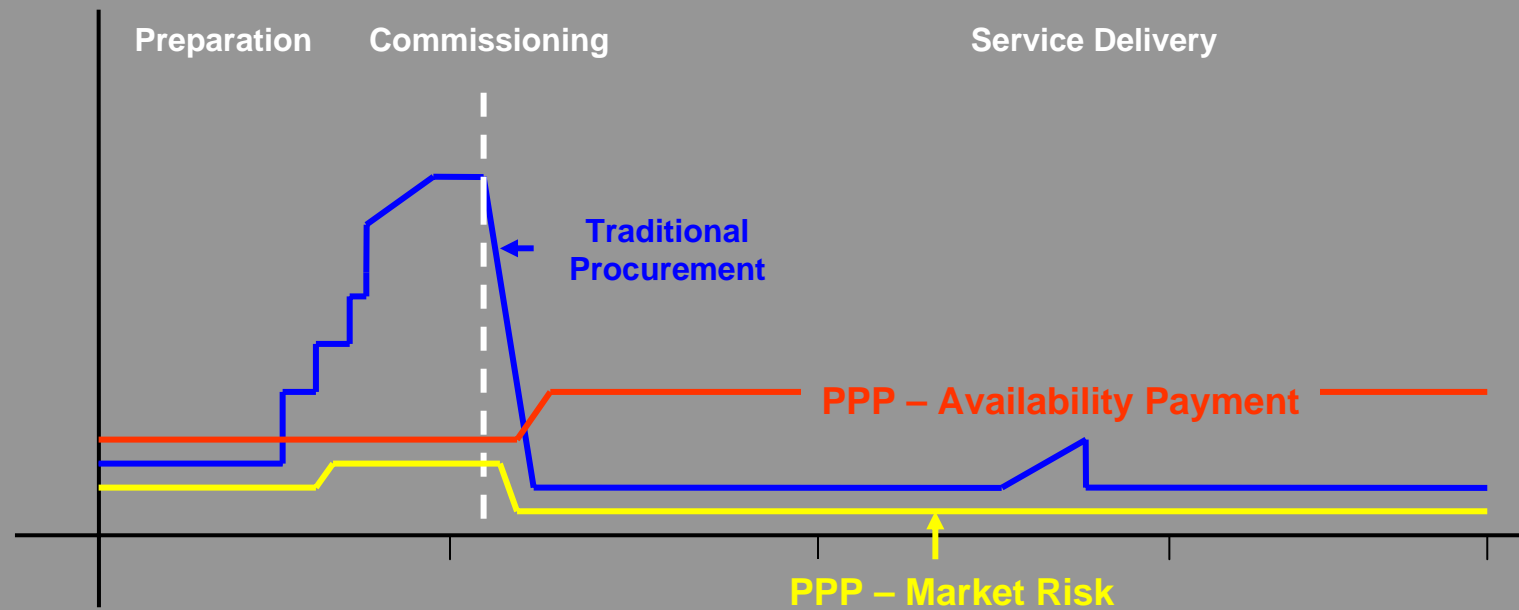 Preparation
Commissioning
Service Delivery
Traditional
Procurement
PPP – Availability Payment
PPP – Market Risk